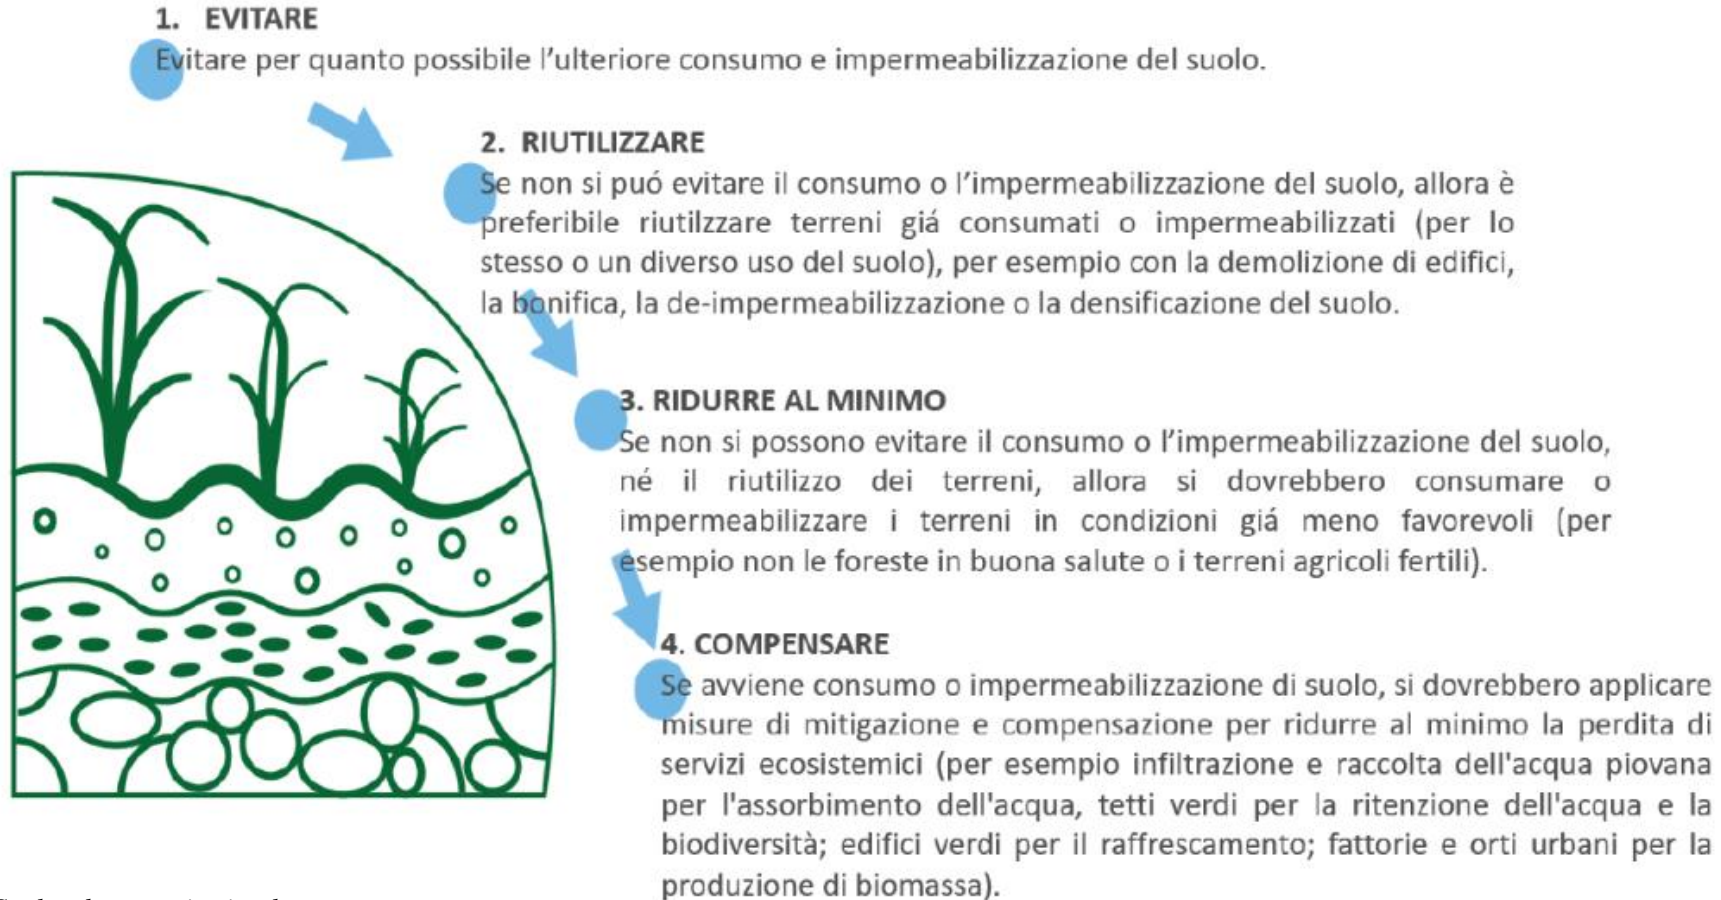 1. EVITARE
Evitare per quanto possibile l'ulteriore consumo e impermeabilizzazione del suolo.
2. RIUTILIZZARE
Se non si puó evitare il consumo o l'impermeabilizzazione del suolo, allora è
preferibile riutilzzare terreni giá consumati o impermeabilizzati (per lo
stesso o un diverso uso del suolo), per esempio con la demolizione di edifici,
la bonifica, la de-impermeabilizzazione o la densificazione del suolo.
3. RIDURRE AL MINIMO
Se non si possono evitare il consumo o l'impermeabilizzazione del suolo,
né il riutilizzo dei terreni, allora si dovrebbero consumare o
impermeabilizzare i terreni in condizioni giá meno favorevoli (per
esempio non le foreste in buona salute o i terreni agricoli fertili).
4. COMPENSARE
Se avviene consumo o impermeabilizzazione di suolo, si dovrebbero applicare
misure di mitigazione e compensazione per ridurre al minimo la perdita di
servizi ecosistemici (per esempio infiltrazione e raccolta dell'acqua piovana
per l'assorbimento dell'acqua, tetti verdi per la ritenzione dell'acqua e la
biodiversità; edifici verdi per il raffrescamento; fattorie e orti urbani per la
produzione di biomassa).